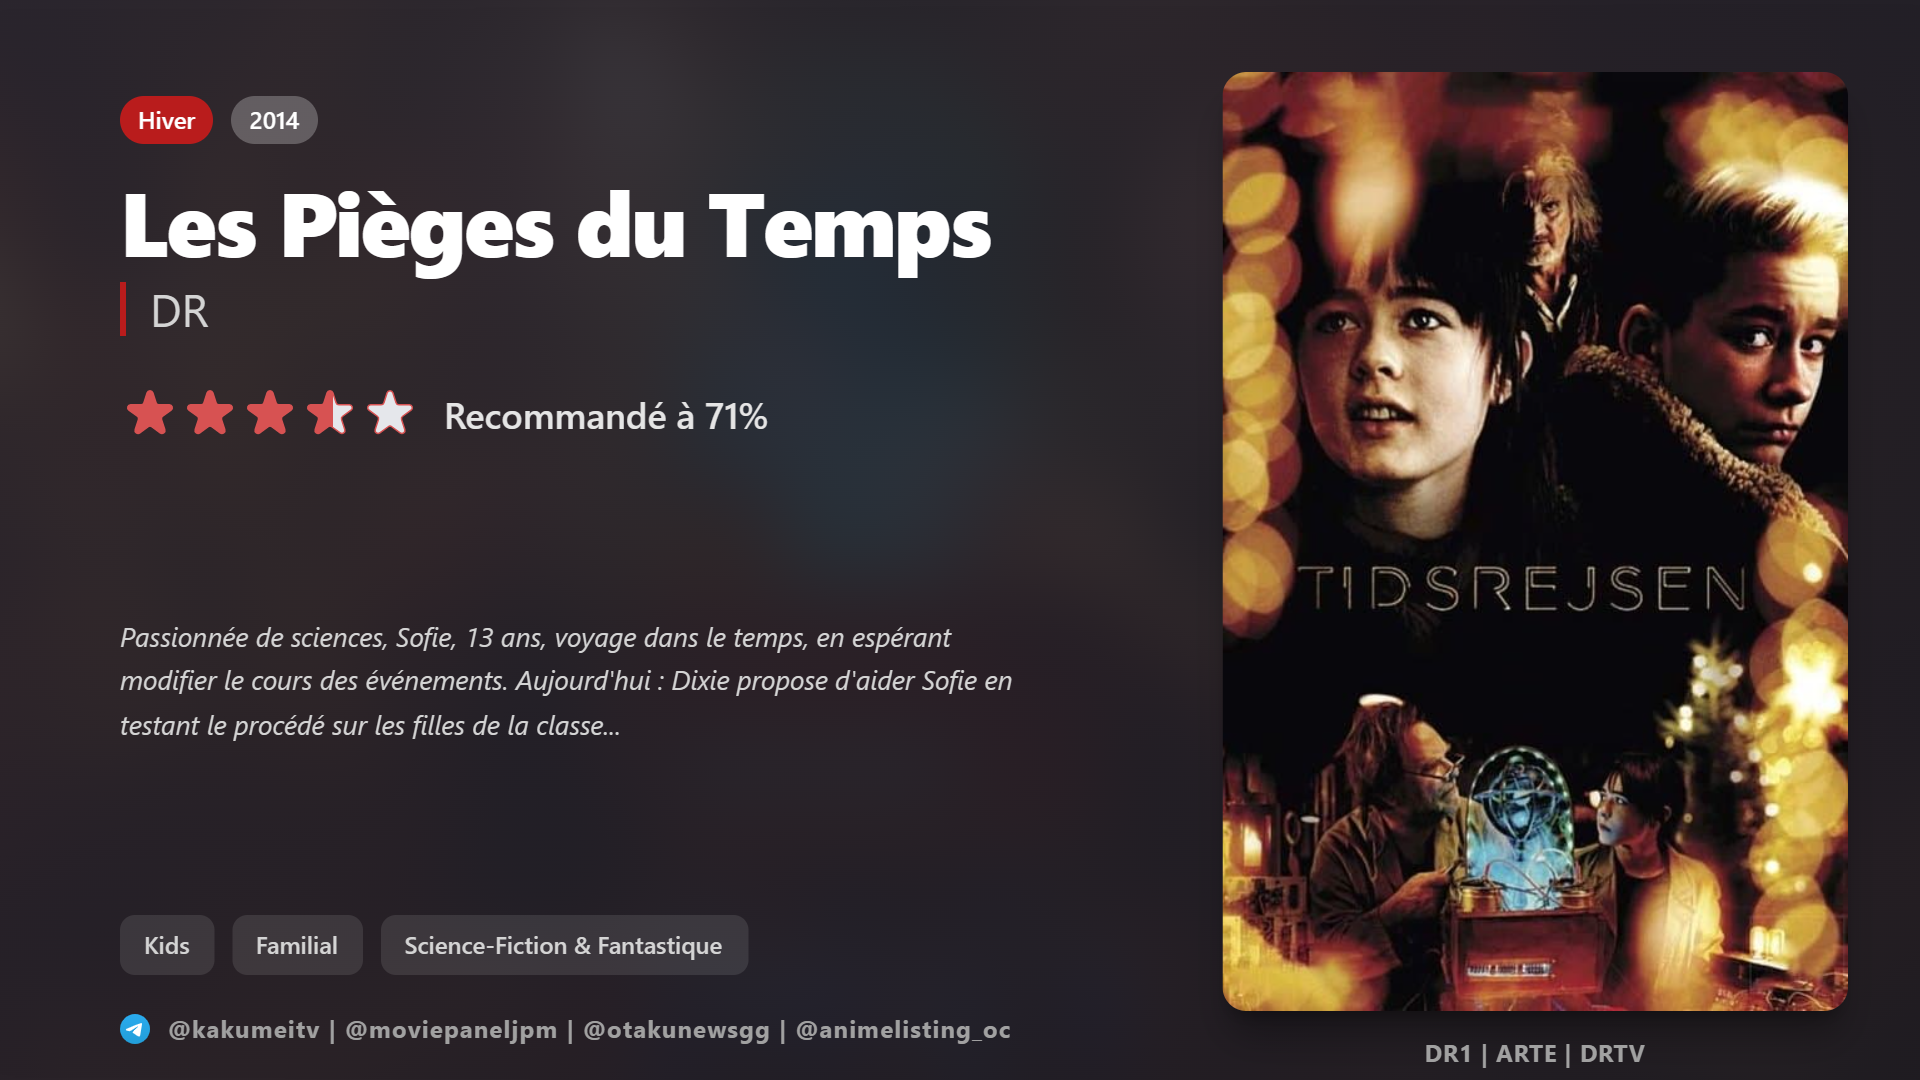 Hiver 2014
Les Pièges du Temps
DR
Recommandé à 71%
Passionnée de sciences, Sofie, 13 ans, voyage dans le temps, en espérant
modifier le cours des événements. Aujourd'hui : Dixie propose d'aider Sofie en
testant le procédé sur les filles de la classe...
Kids Familial Science-Fiction & Fantastique
@kakumeitv | @moviepaneljpm | @otakunewsgg | @animelisting_oc
TIDSREJSEN
DR1 | ARTE | DRTV